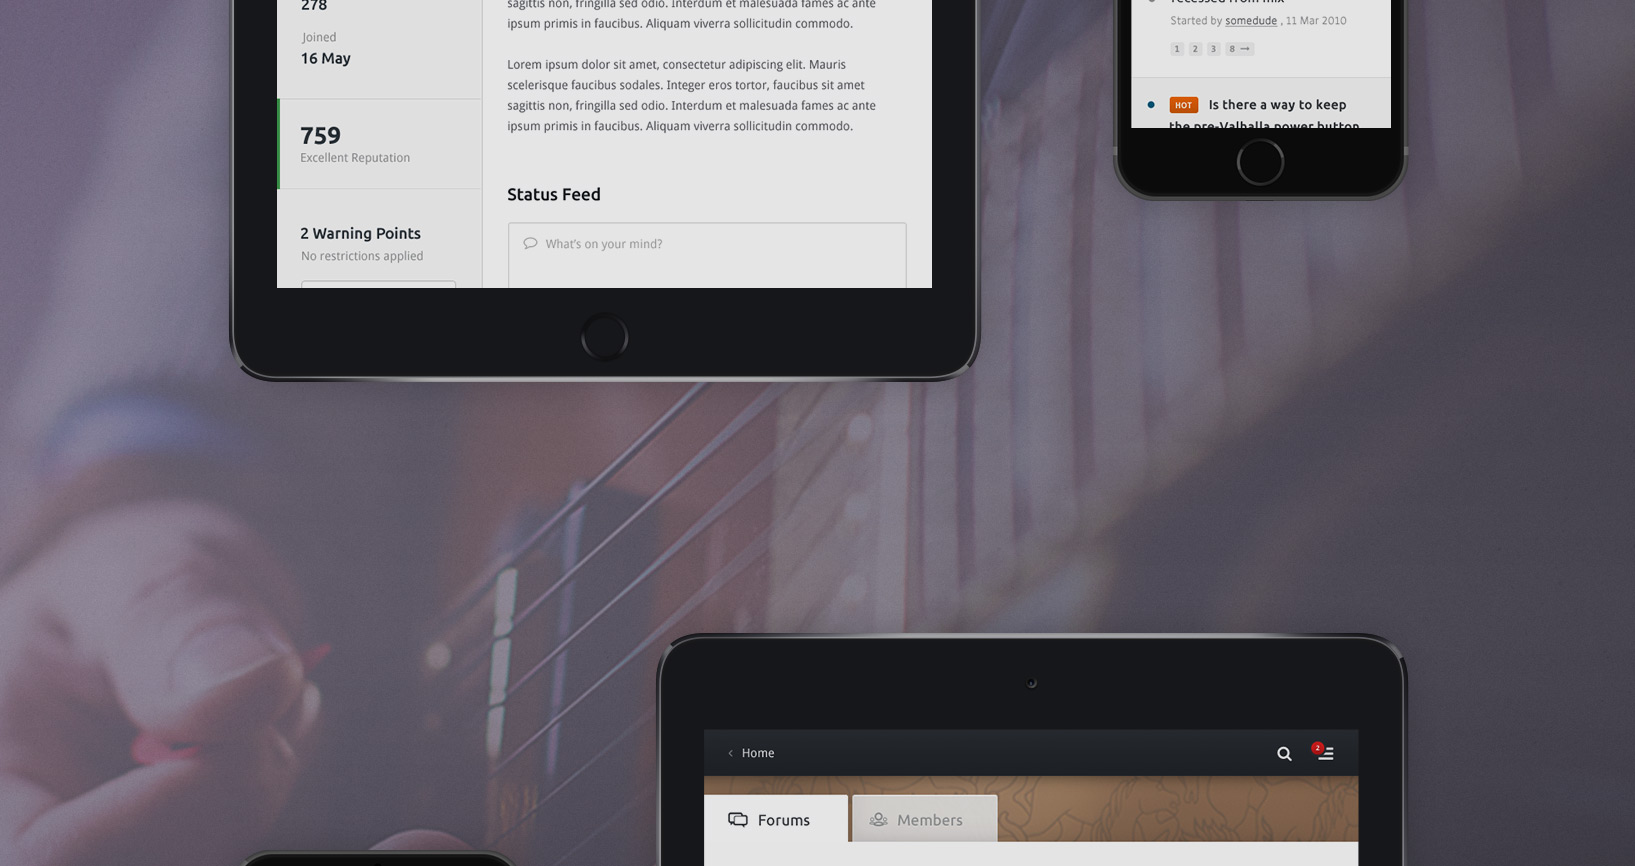 278
Joined
16 May
759
Excellent Reputation
2 Warning Points
No restrictions applied
sagittis non, fringilla sed odio. Interdum et malesuada fames ac ante
ipsum primis in faucibus. Aliquam viverra sollicitudin commodo.
Lorem ipsum dolor sit amet, consectetur adipiscing elit. Mauris
scelerisque faucibus sodales. Integer eros tortor, faucibus sit amet
sagittis non, fringilla sed odio. Interdum et malesuada fames ac ante
ipsum primis in faucibus. Aliquam viverra sollicitudin commodo.
Status Feed
What's on your mind?
recessed from mix
Started by somedude , 11 Mar 2010
1 2 3 8 →
HOT Is there a way to keep
the pre-Valhalla power button
‹ Home
2
Forums
Members